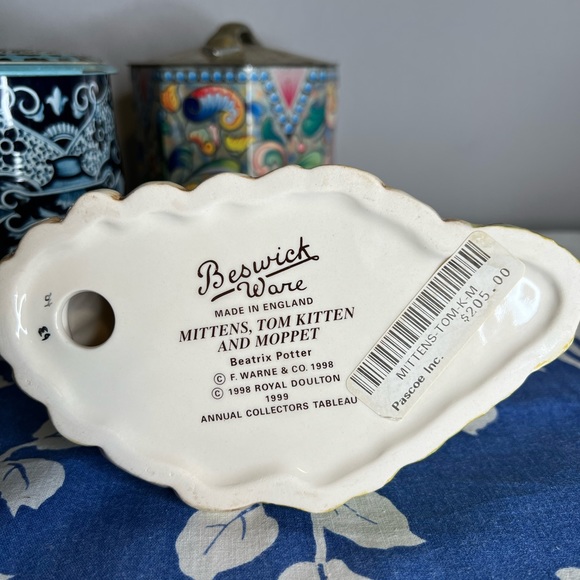 Beswick
Ware
MADE IN ENGLAND
MITTENS, TOM KITTEN
AND MOPPET
Beatrix Potter
© F. WARNE & CO. 1998
© 1998 ROYAL DOULTON
1999
ANNUAL COLLECTORS TABLEAU
MITTENS-TOM-K-M
$205.00
Pascoe Inc.